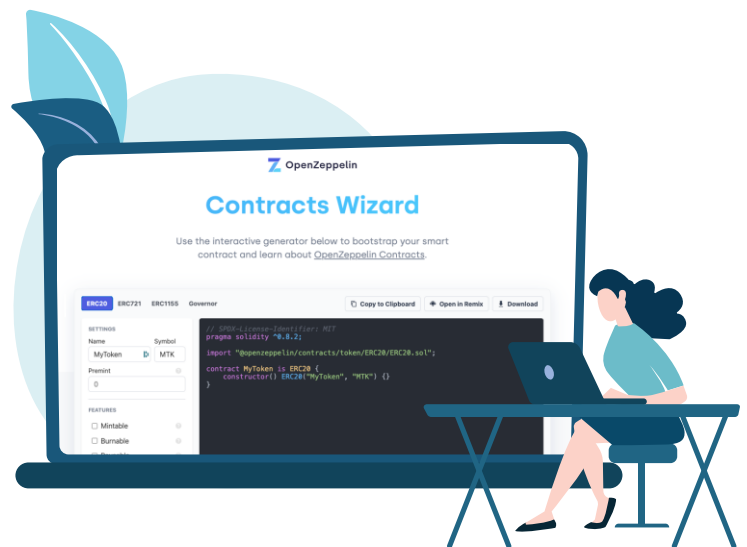 OpenZeppelin
Contracts Wizard
Use the interactive generator below to bootstrap your smart
contract and learn about OpenZeppelin Contracts.
ERC20 ERC721 ERC1155 Governor Copy to Clipboard Open in Remix Download
SETTINGS
Name Symbol
MyToken MTK
Premint
0
FEATURES
Mintable
Burnable
// SPDX-License-Identifier: MIT
pragma solidity ^0.8.2;
import "@openzeppelin/contracts/token/ERC20/ERC20.sol";
contract MyToken is ERC20 {
constructor() ERC20("MyToken", "MTK") {}
}